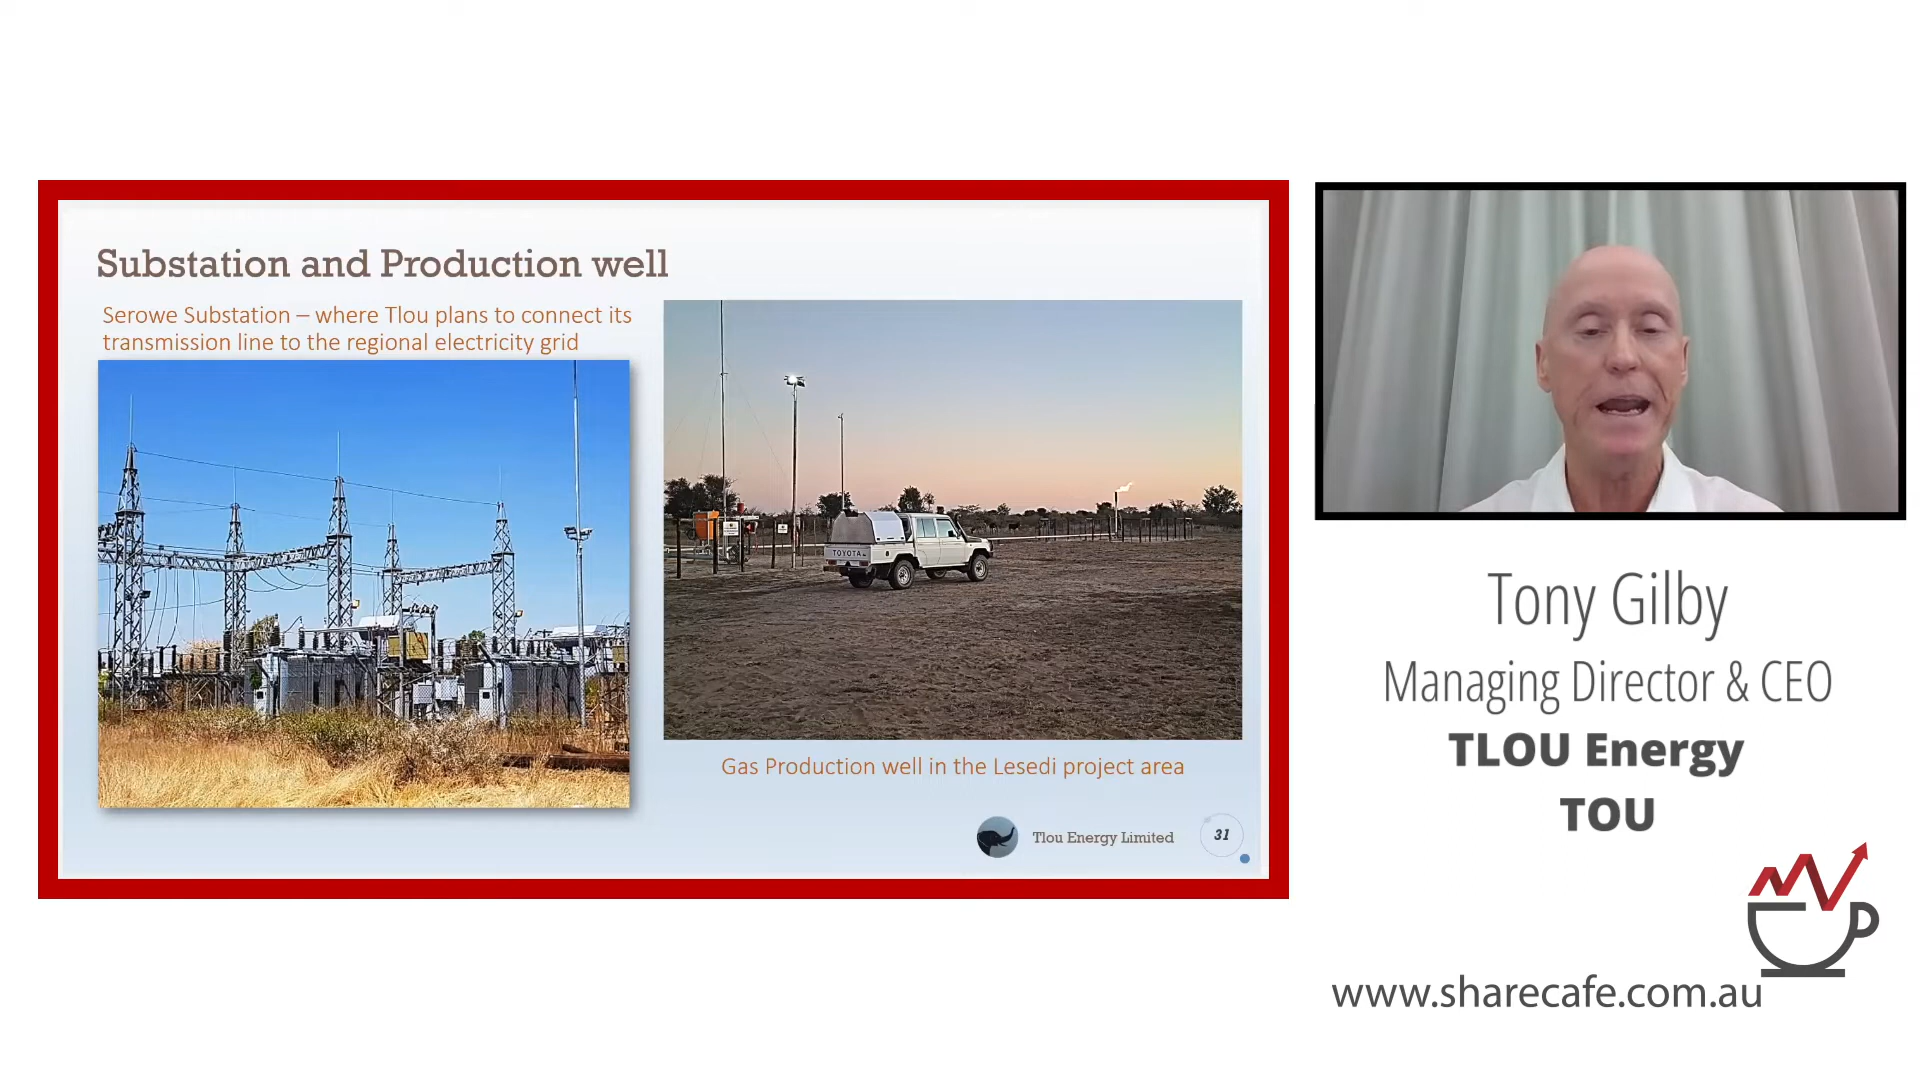 Substation and Production well
Serowe Substation – where Tlou plans to connect its
transmission line to the regional electricity grid
TOYOTA
Gas Production well in the Lesedi project area
Tlou Energy Limited
31
Tony Gilby
Managing Director & CEO
TLOU Energy
TOU
www.sharecafe.com.au